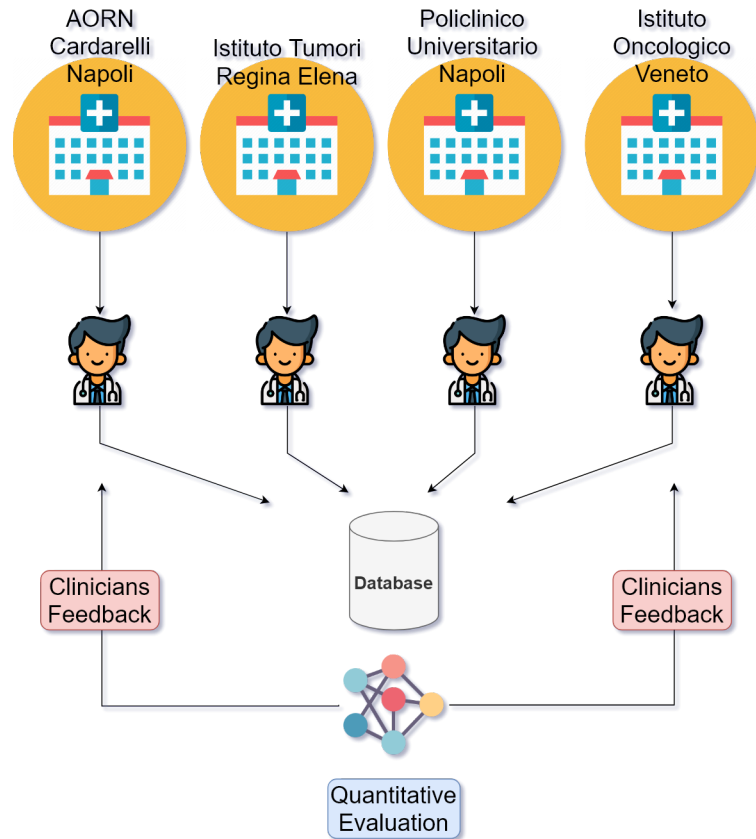 AORN
Cardarelli
Napoli
Istituto Tumori
Regina Elena
Policlinico
Universitario
Napoli
Istituto
Oncologico
Veneto
Clinicians
Feedback
Database
Clinicians
Feedback
Quantitative
Evaluation